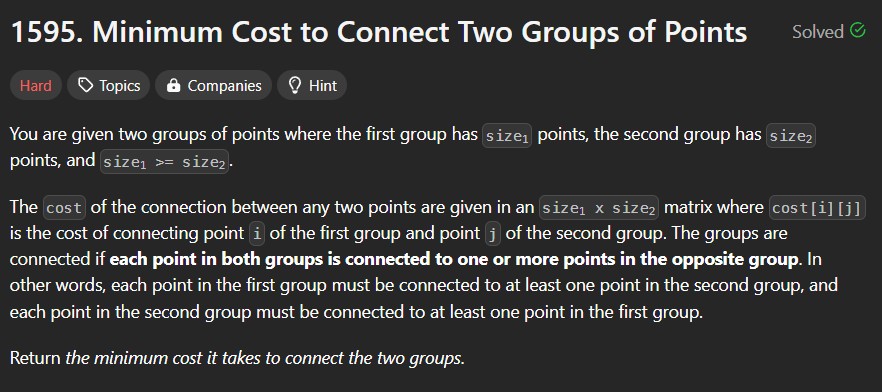 1595. Minimum Cost to Connect Two Groups of Points Solved
Hard Topics Companies Hint
You are given two groups of points where the first group has size₁ points, the second group has size₂
points, and size₁ >= size₂.
The cost of the connection between any two points are given in an size₁ x size₂ matrix where cost[i][j]
is the cost of connecting point i of the first group and point j of the second group. The groups are
connected if each point in both groups is connected to one or more points in the opposite group. In
other words, each point in the first group must be connected to at least one point in the second group, and
each point in the second group must be connected to at least one point in the first group.
Return the minimum cost it takes to connect the two groups.